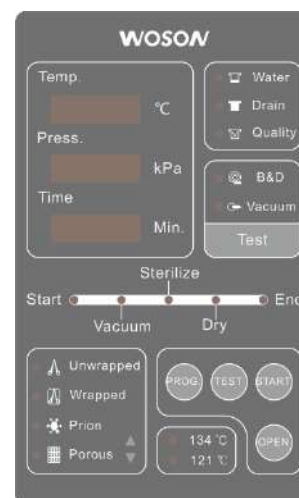 WOSON
Temp.
℃
Press.
kPa
Time
Min.
Water
Drain
Quality
B&D
Vacuum
Test
Sterilize
Start
End
Vacuum
Dry
Unwrapped
Wrapped
Prion
Porous
PROG.
TEST
START
134 ℃
121 ℃
OPEN